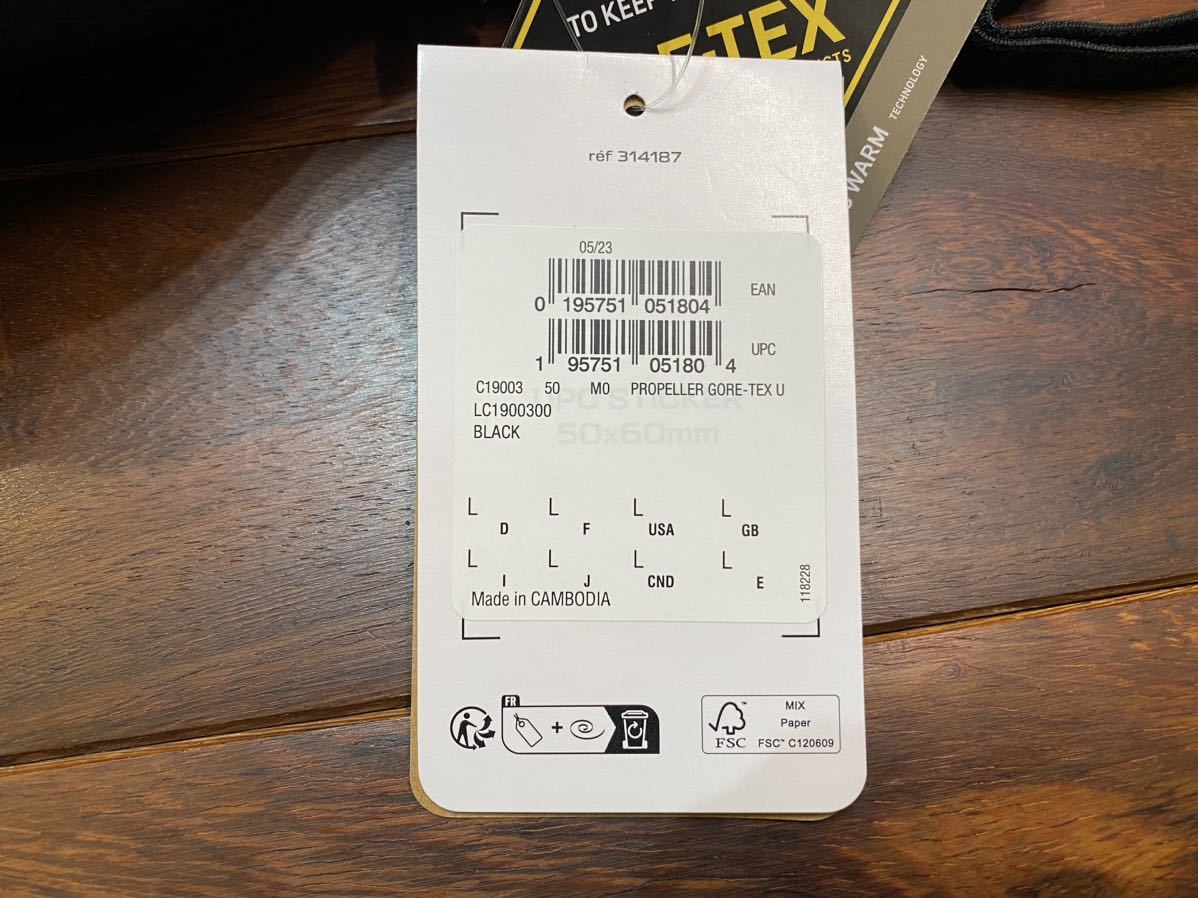 TO KEEP
E-TEX
WARM
TECHNOLOGY
réf 314187
05/23
0 195751 051804
EAN
1 95751 05180 4
UPC
C19003 50 M0 PROPELLER GORE-TEX U
LC1900300
BLACK
UPC STICKER
50x60mm
L D L F L USA L GB
L I L J L CND L E
Made in CAMBODIA
118228
FR
+
FSC™
MIX
Paper
FSC™ C120609